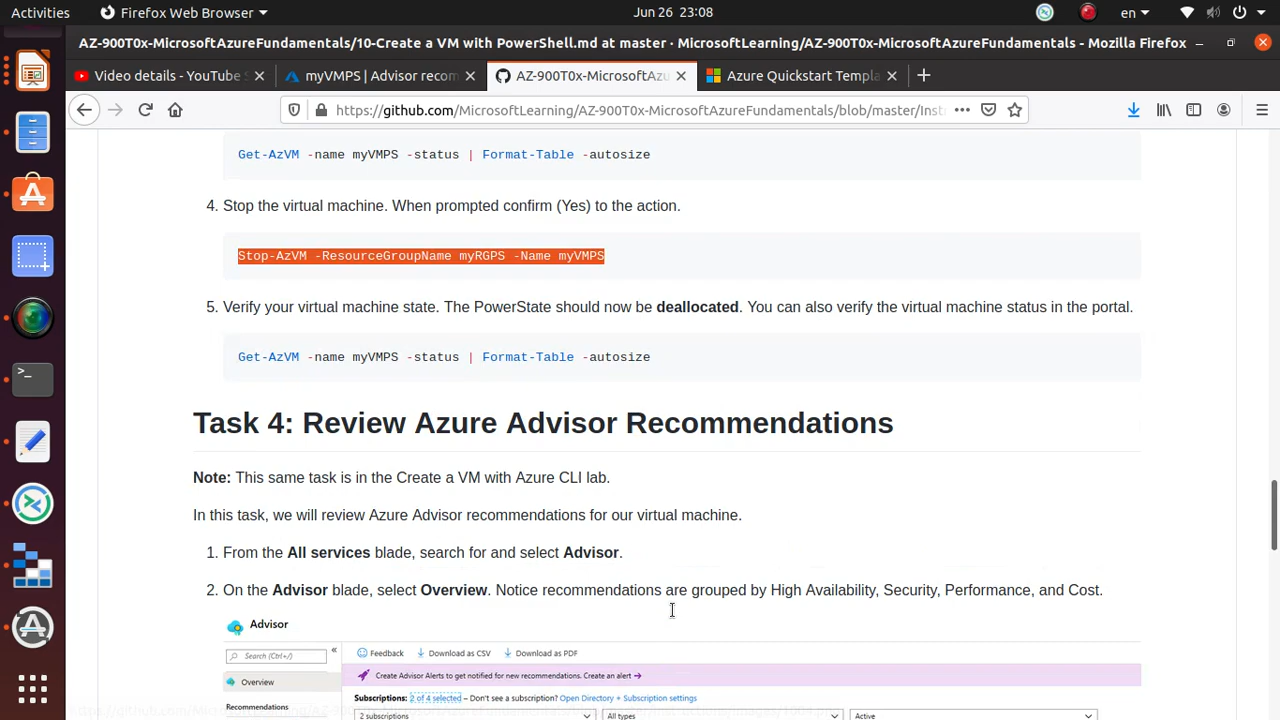 Activities
Firefox Web Browser
Jun 26 23:08
en
AZ-900T0x-MicrosoftAzureFundamentals/10-Create a VM with PowerShell.md at master · MicrosoftLearning/AZ-900T0x-MicrosoftAzureFundamentals - Mozilla Firefox
Video details - YouTube S
myVMPS | Advisor recom
AZ-900T0x-MicrosoftAzu
Azure Quickstart Templa
https://github.com/MicrosoftLearning/AZ-900T0x-MicrosoftAzureFundamentals/blob/master/Inst
Get-AzVM -name myVMPS -status | Format-Table -autosize
4. Stop the virtual machine. When prompted confirm (Yes) to the action.
Stop-AzVM -ResourceGroupName myRGPS -Name myVMPS
5. Verify your virtual machine state. The PowerState should now be deallocated. You can also verify the virtual machine status in the portal.
Get-AzVM -name myVMPS -status | Format-Table -autosize
Task 4: Review Azure Advisor Recommendations
Note: This same task is in the Create a VM with Azure CLI lab.
In this task, we will review Azure Advisor recommendations for our virtual machine.
1. From the All services blade, search for and select Advisor.
2. On the Advisor blade, select Overview. Notice recommendations are grouped by High Availability, Security, Performance, and Cost.
Advisor
Search (Ctrl+/)
Feedback
Download as CSV
Download as PDF
Overview
Create Advisor Alerts to get notified for new recommendations. Create an alert →
Subscriptions: 2 of 4 selected – Don't see a subscription? Open Directory + Subscription settings
Recommendations
2 subscriptions
All types
Active